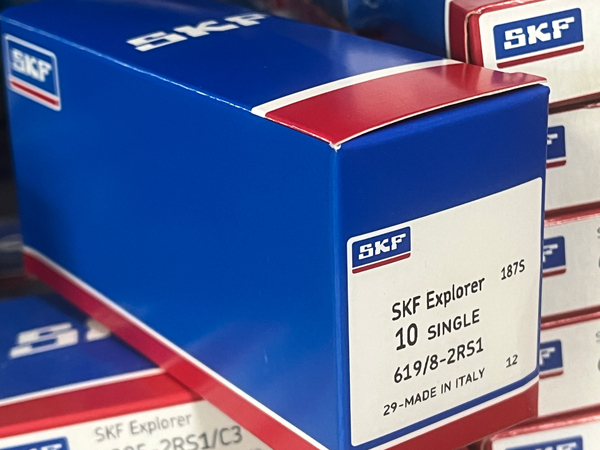 SKF
SKF
SKF
SKF
SKF Explorer
187S
10 SINGLE
619/8-2RS1
12
29-MADE IN ITALY
SKF Explorer
-2RS1/C3